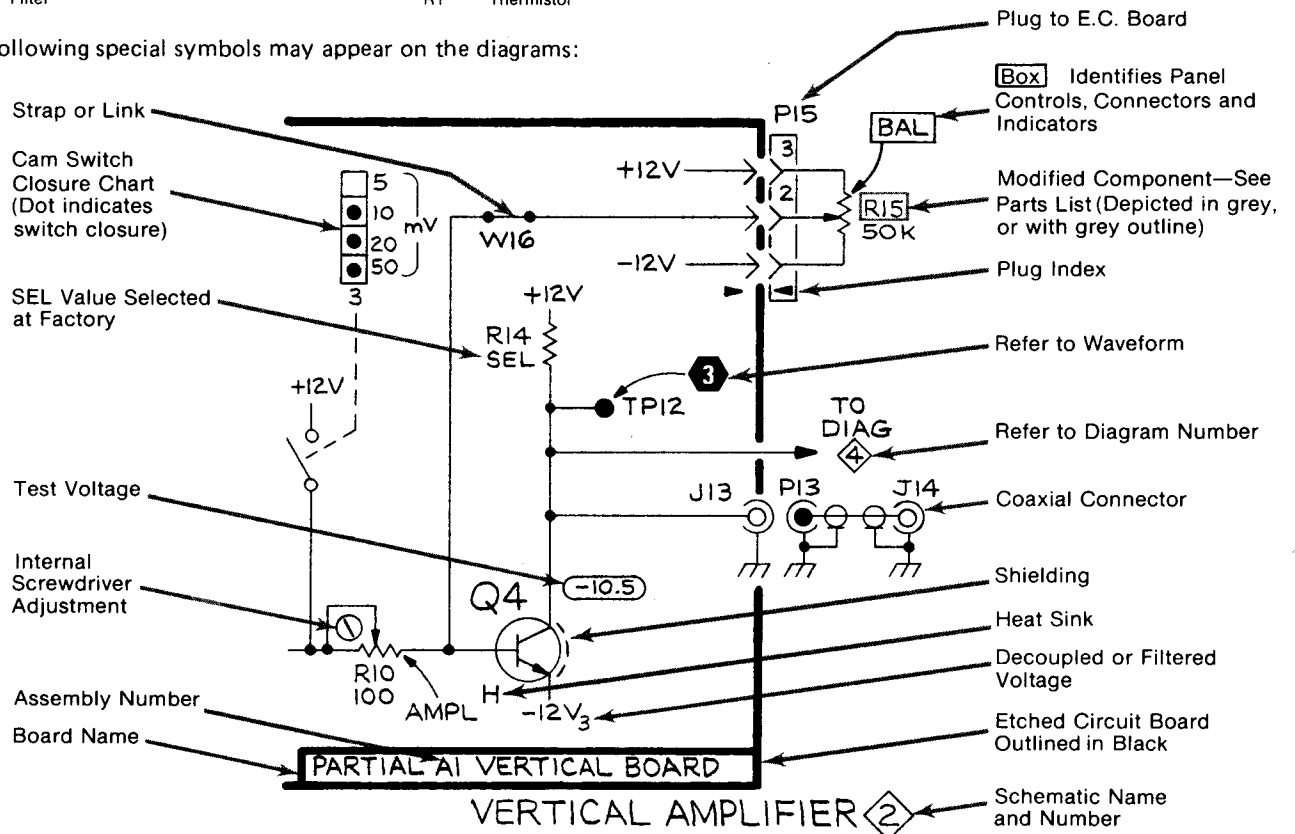 Filter
RT Thermistor
ollowing special symbols may appear on the diagrams:
Strap or Link
Cam Switch
Closure Chart
(Dot indicates
switch closure)
SEL Value Selected
at Factory
Test Voltage
Internal
Screwdriver
Adjustment
Assembly Number
Board Name
5
10
20
50
mV
3
+12V
W16
+12V
-12V
P15
3
2
BAL
R15
50K
+12V
R14
SEL
3
TP12
TO
DIAG
4
J13
P13
J14
-10.5
Q4
R10
100
AMPL
H
-12V3
PARTIAL A1 VERTICAL BOARD
VERTICAL AMPLIFIER 2
Plug to E.C. Board
Box Identifies Panel
Controls, Connectors and
Indicators
Modified Component—See
Parts List (Depicted in grey,
or with grey outline)
Plug Index
Refer to Waveform
Refer to Diagram Number
Coaxial Connector
Shielding
Heat Sink
Decoupled or Filtered
Voltage
Etched Circuit Board
Outlined in Black
Schematic Name
and Number